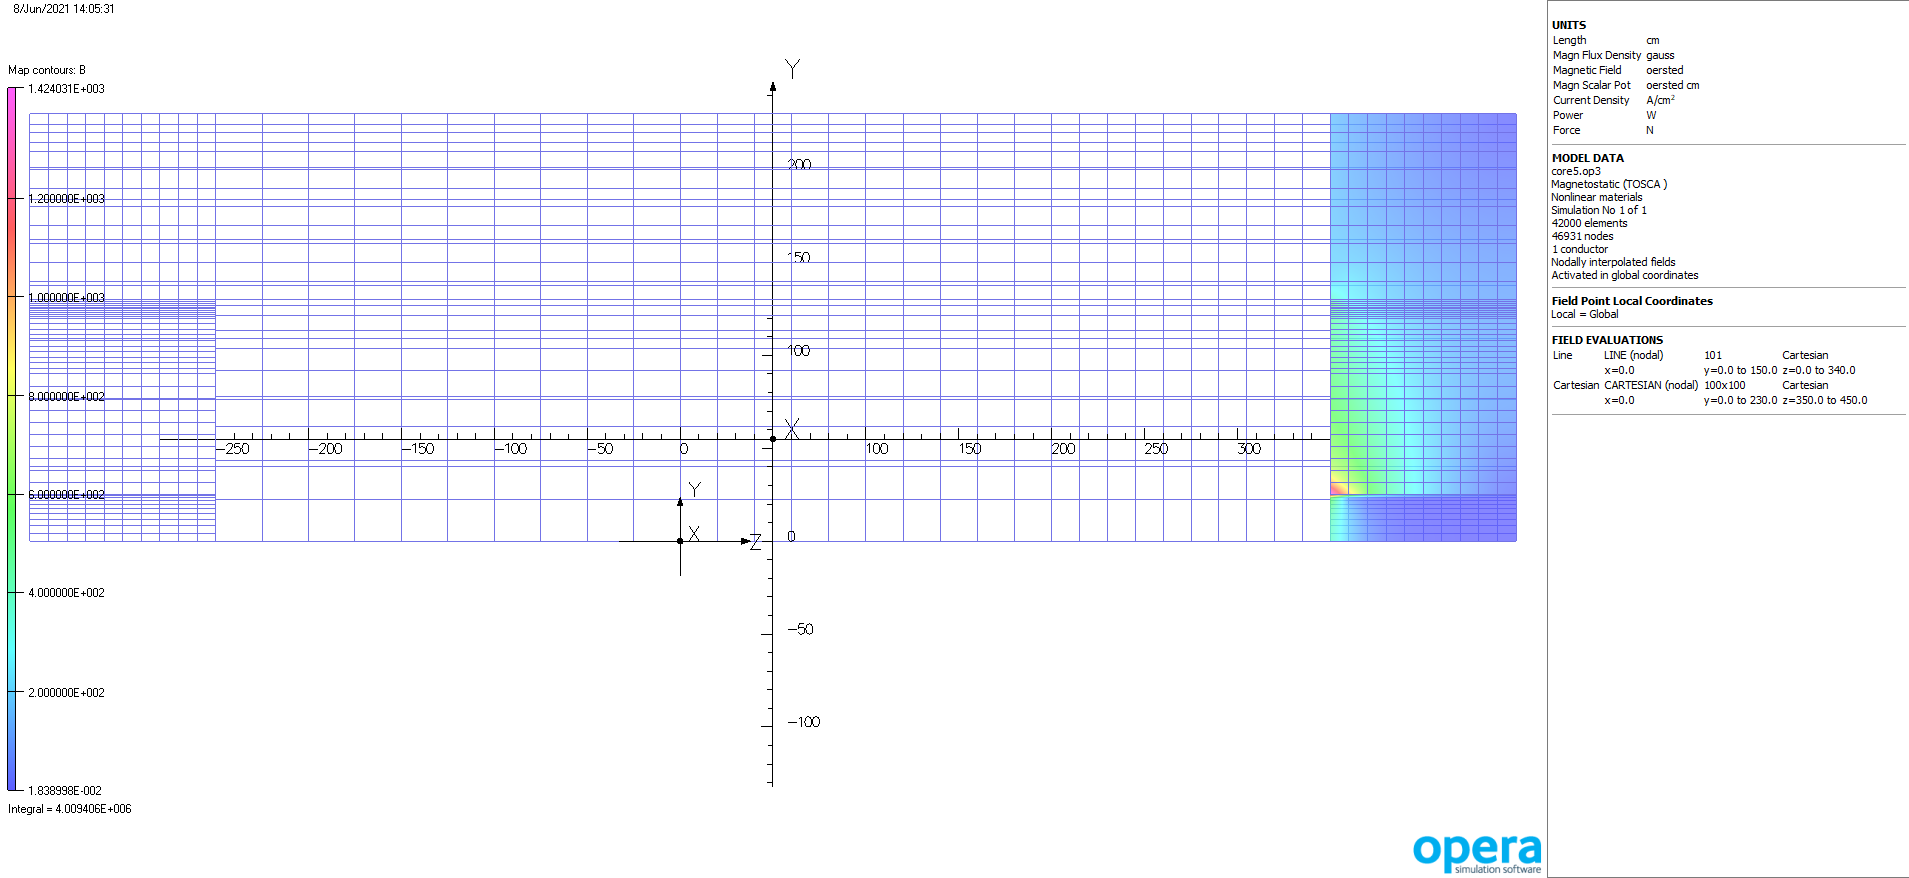 8/Jun/2021 14:05:31
Map contours: B
1.424031E+003
1.200000E+003
1.000000E+003
8.000000E+002
6.000000E+002
4.000000E+002
2.000000E+002
1.838998E-002
Integral = 4.009406E+006
Y
200
150
100
X
-250
-200
-150
-100
-50
0
100
150
200
250
300
Y
X
Z
0
-50
-100
UNITS
Length cm
Magn Flux Density gauss
Magnetic Field oersted
Magn Scalar Pot oersted cm
Current Density A/cm²
Power W
Force N
MODEL DATA
core5.op3
Magnetostatic (TOSCA )
Nonlinear materials
Simulation No 1 of 1
42000 elements
46931 nodes
1 conductor
Nodally interpolated fields
Activated in global coordinates
Field Point Local Coordinates
Local = Global
FIELD EVALUATIONS
Line LINE (nodal) 101 Cartesian
x=0.0 y=0.0 to 150.0 z=0.0 to 340.0
Cartesian CARTESIAN (nodal) 100x100 Cartesian
x=0.0 y=0.0 to 230.0 z=350.0 to 450.0
opera
simulation software